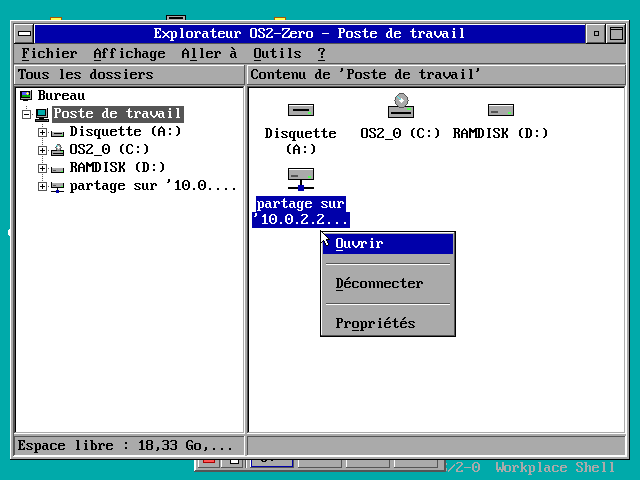 Explorateur OS2-Zero - Poste de travail
Fichier Affichage Aller à Outils ?
Tous les dossiers
Contenu de 'Poste de travail'
Bureau
Poste de travail
Disquette (A:)
OS2_0 (C:)
RAMDISK (D:)
partage sur '10.0....
Disquette
(A:)
OS2_0 (C:)
RAMDISK (D:)
partage sur
'10.0.2.2...
Ouvrir
Déconnecter
Propriétés
Espace libre : 18,33 Go,...
/2-0 Workplace Shell